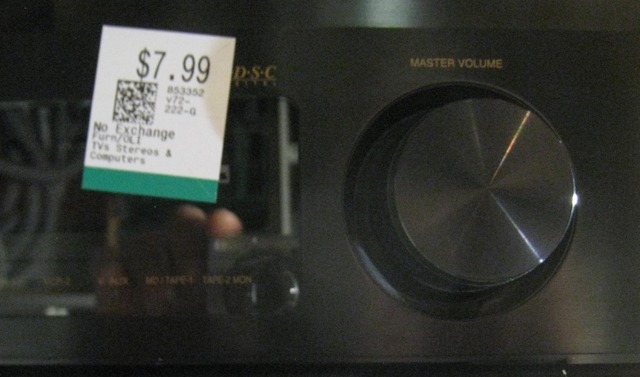 $7.99
853352
V72-
222-G
No Exchange
Furn/OLI
TVs Stereos &
Computers
D·S·C
MASTER VOLUME
MD / TAPE-1 TAPE-2 MON